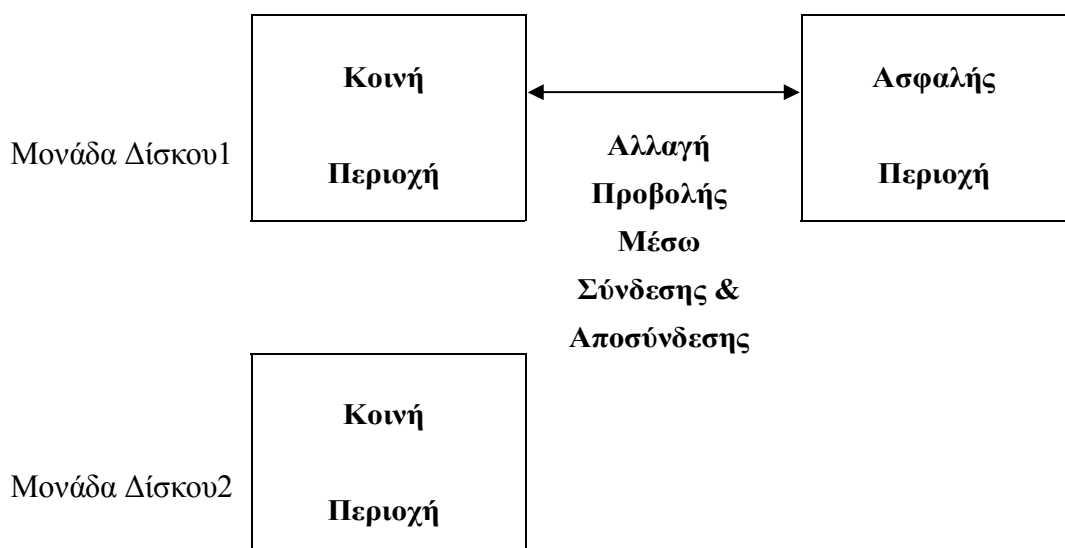 Μονάδα Δίσκου1
Κοινή
Περιοχή
Αλλαγή
Προβολής
Μέσω
Σύνδεσης &
Αποσύνδεσης
Ασφαλής
Περιοχή
Μονάδα Δίσκου2
Κοινή
Περιοχή